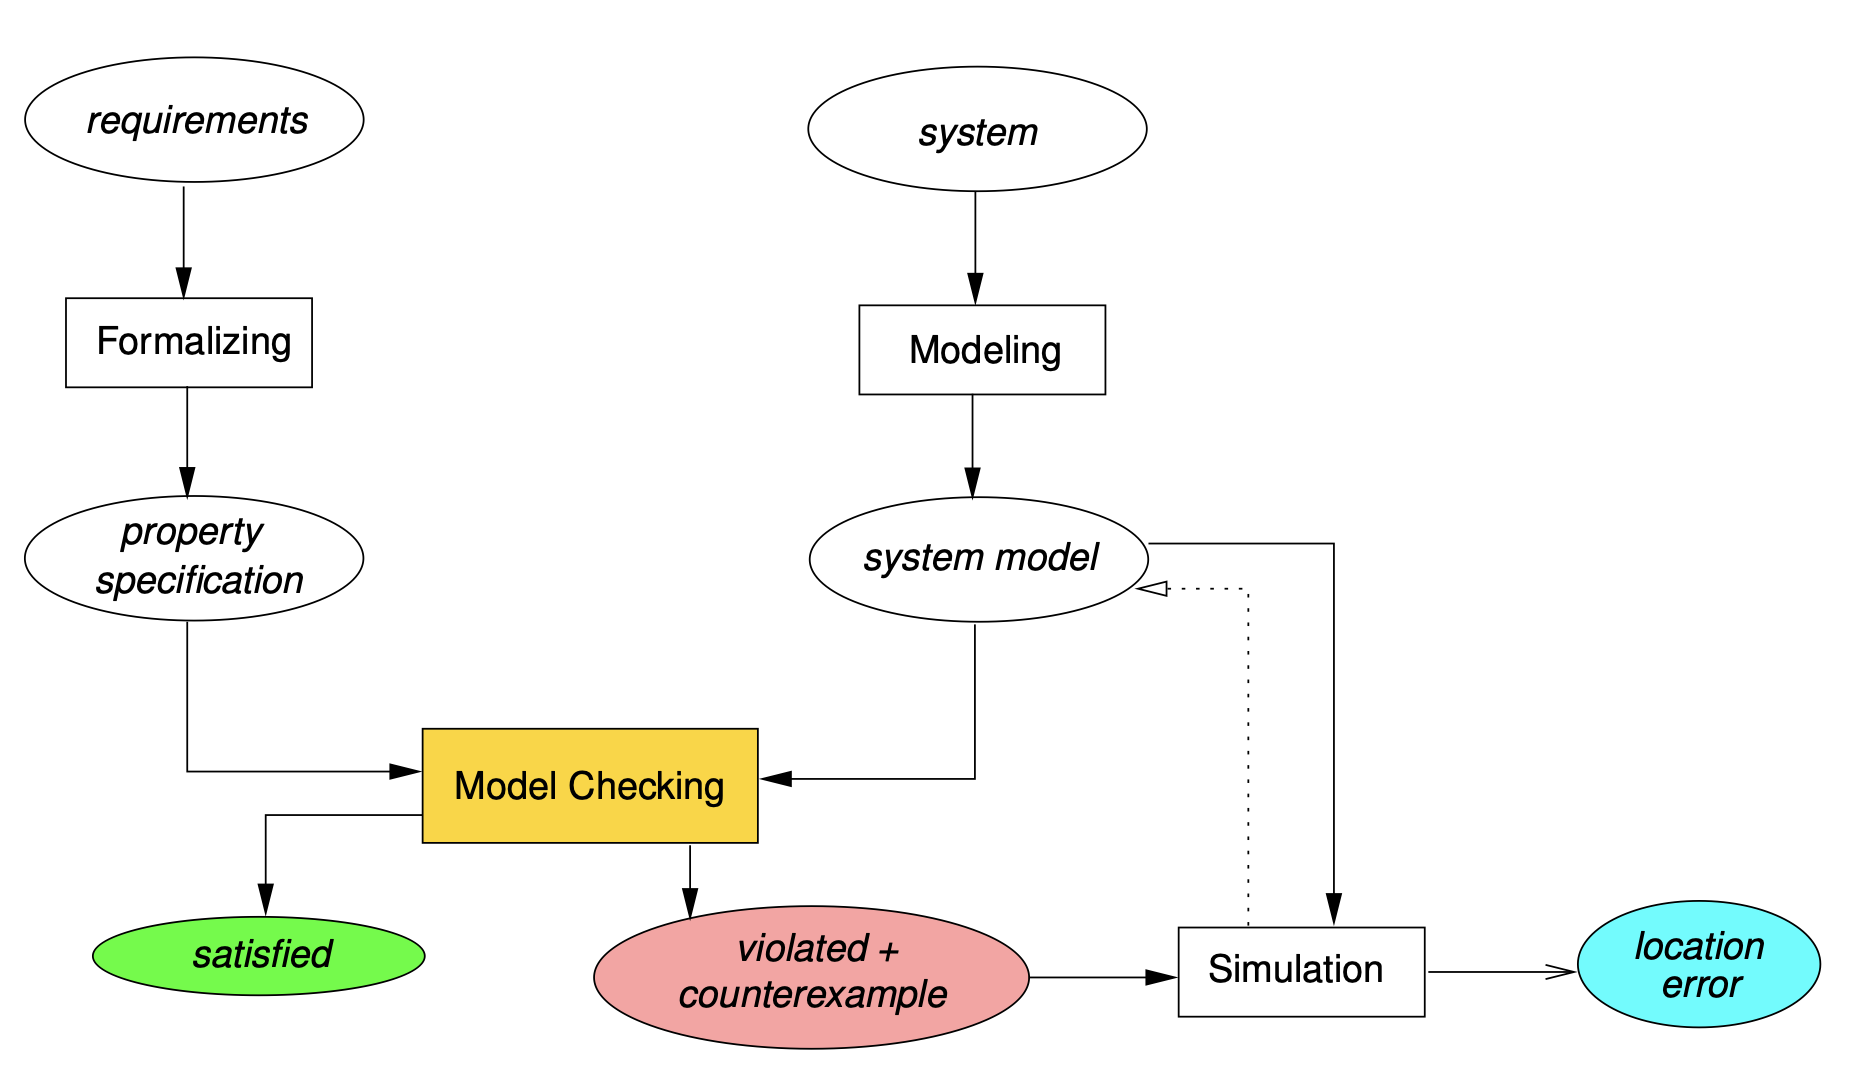 requirements
system
Formalizing
Modeling
property
specification
system model
Model Checking
satisfied
violated +
counterexample
Simulation
location
error